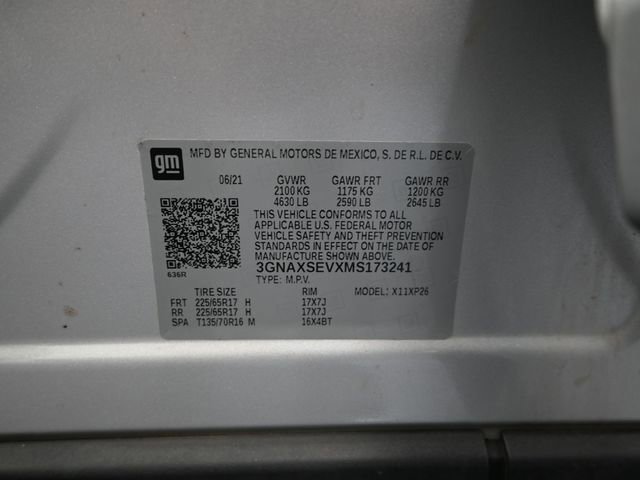 gm MFD BY GENERAL MOTORS DE MEXICO, S. DE R.L. DE C.V.
06/21 GVWR GAWR FRT GAWR RR
2100 KG 1175 KG 1200 KG
4630 LB 2590 LB 2645 LB
THIS VEHICLE CONFORMS TO ALL
APPLICABLE U.S. FEDERAL MOTOR
VEHICLE SAFETY AND THEFT PREVENTION
STANDARDS IN EFFECT ON THE DATE OF
MANUFACTURE SHOWN ABOVE.
3GNAXSEVXMS173241
636R TYPE: M.P.V.
TIRE SIZE RIM MODEL: X11XP26
FRT 225/65R17 H 17X7J
RR 225/65R17 H 17X7J
SPA T135/70R16 M 16X4BT